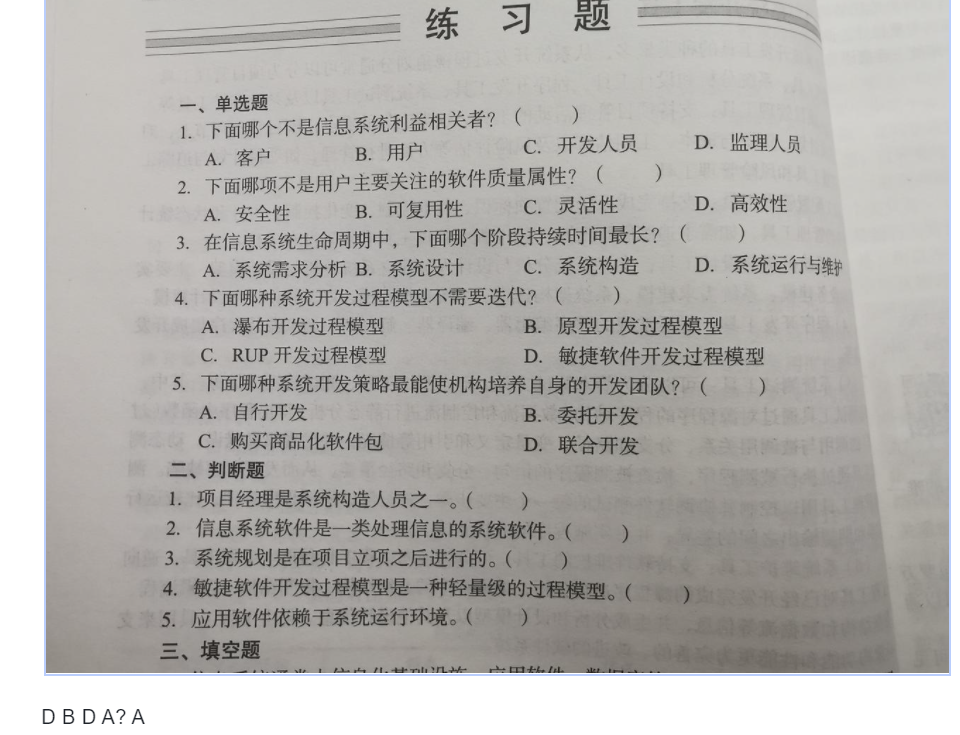 练 习 题
一、单选题
1. 下面哪个不是信息系统利益相关者？（ ）
A. 客户 B. 用户 C. 开发人员 D. 监理人员
2. 下面哪项不是用户主要关注的软件质量属性？（ ）
A. 安全性 B. 可复用性 C. 灵活性 D. 高效性
3. 在信息系统生命周期中，下面哪个阶段持续时间最长？（ ）
A. 系统需求分析 B. 系统设计 C. 系统构造 D. 系统运行与维护
4. 下面哪种系统开发过程模型不需要迭代？（ ）
A. 瀑布开发过程模型 B. 原型开发过程模型
C. RUP 开发过程模型 D. 敏捷软件开发过程模型
5. 下面哪种系统开发策略最能使机构培养自身的开发团队？（ ）
A. 自行开发 B. 委托开发
C. 购买商品化软件包 D. 联合开发
二、判断题
1. 项目经理是系统构造人员之一。（ ）
2. 信息系统软件是一类处理信息的系统软件。（ ）
3. 系统规划是在项目立项之后进行的。（ ）
4. 敏捷软件开发过程模型是一种轻量级的过程模型。（ ）
5. 应用软件依赖于系统运行环境。（ ）
三、填空题
D B D A? A